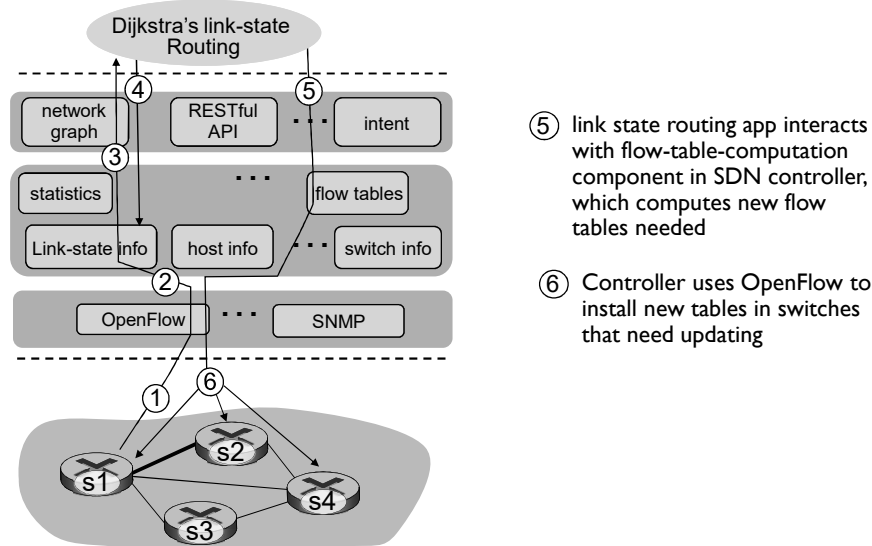 Dijkstra's link-state
Routing
4
5
network
graph
RESTful
API
...
intent
3
statistics
...
flow tables
Link-state info
host info
...
switch info
2
OpenFlow
...
SNMP
1
6
s1
s2
s3
s4
5 link state routing app interacts
with flow-table-computation
component in SDN controller,
which computes new flow
tables needed
6 Controller uses OpenFlow to
install new tables in switches
that need updating